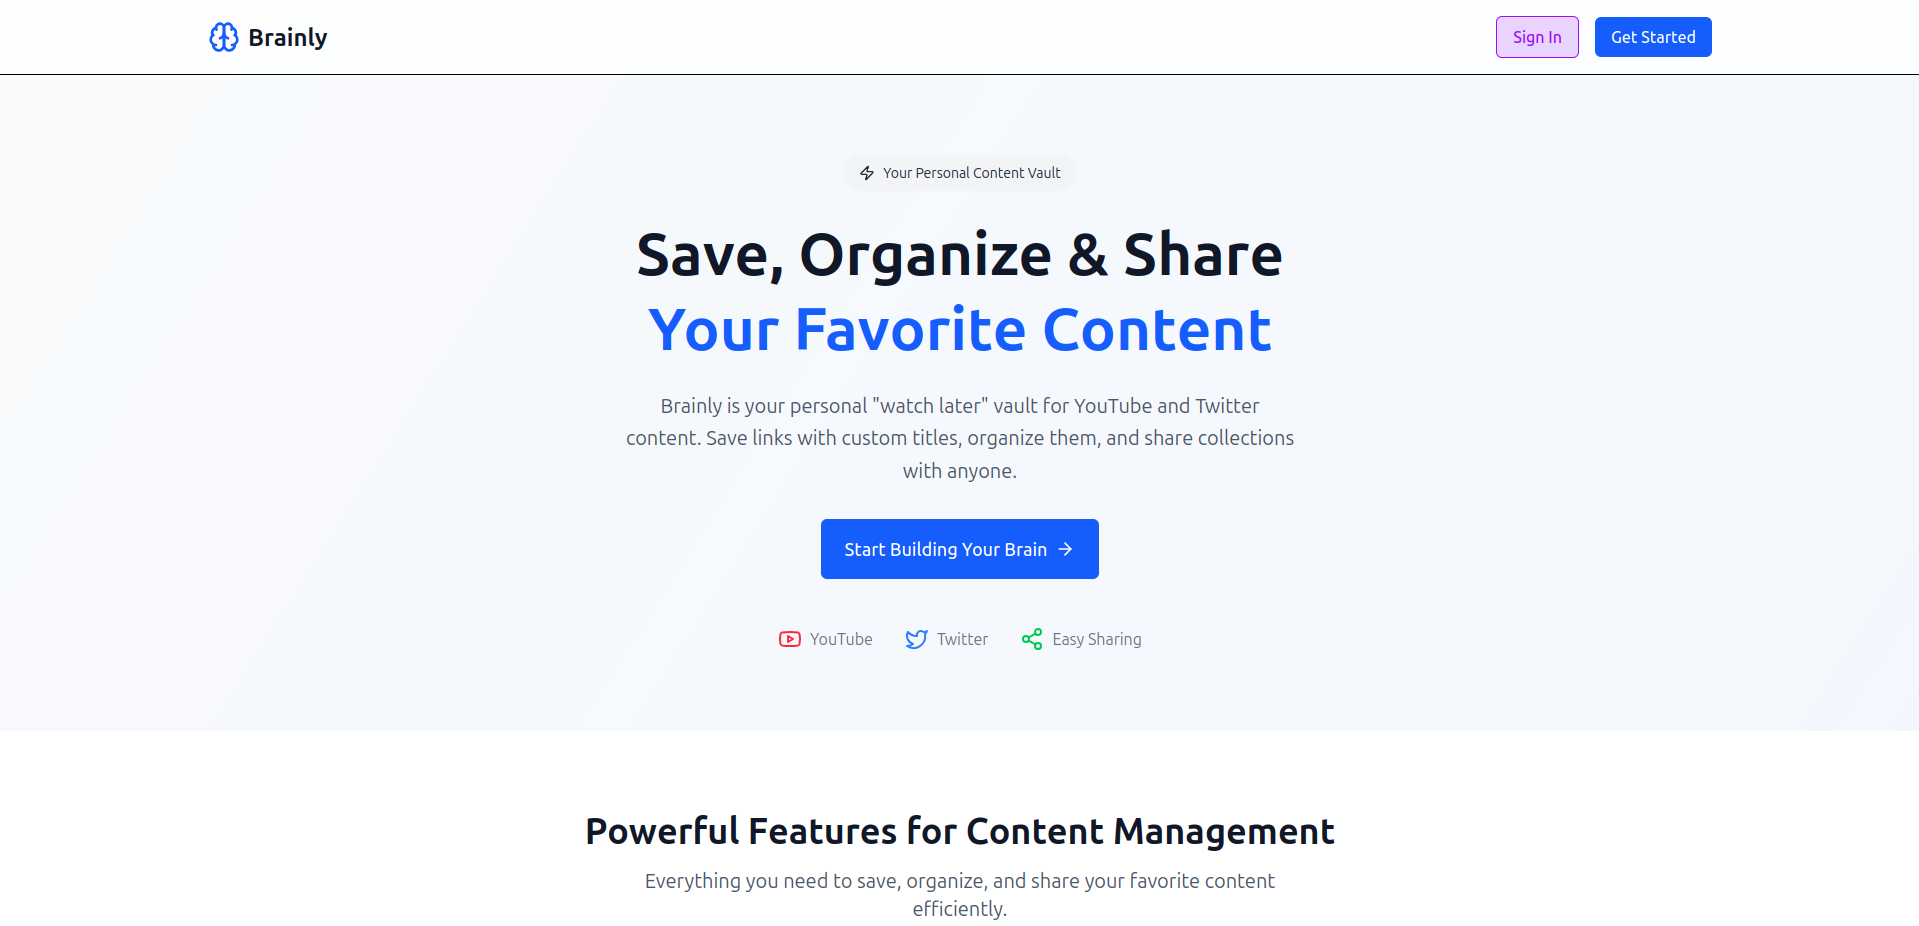 Brainly
Sign In
Get Started
Your Personal Content Vault
Save, Organize & Share
Your Favorite Content
Brainly is your personal "watch later" vault for YouTube and Twitter
content. Save links with custom titles, organize them, and share collections
with anyone.
Start Building Your Brain
YouTube
Twitter
Easy Sharing
Powerful Features for Content Management
Everything you need to save, organize, and share your favorite content
efficiently.